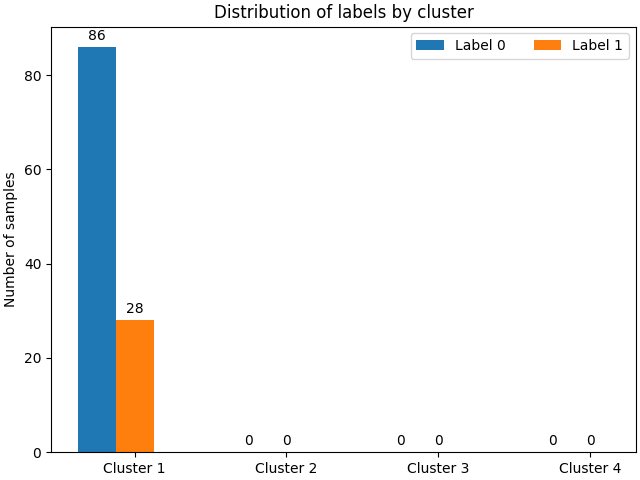 Distribution of labels by cluster
Label 0 Label 1
Number of samples
80
60
40
20
0
86
28
0 0
0 0
0 0
Cluster 1 Cluster 2 Cluster 3 Cluster 4